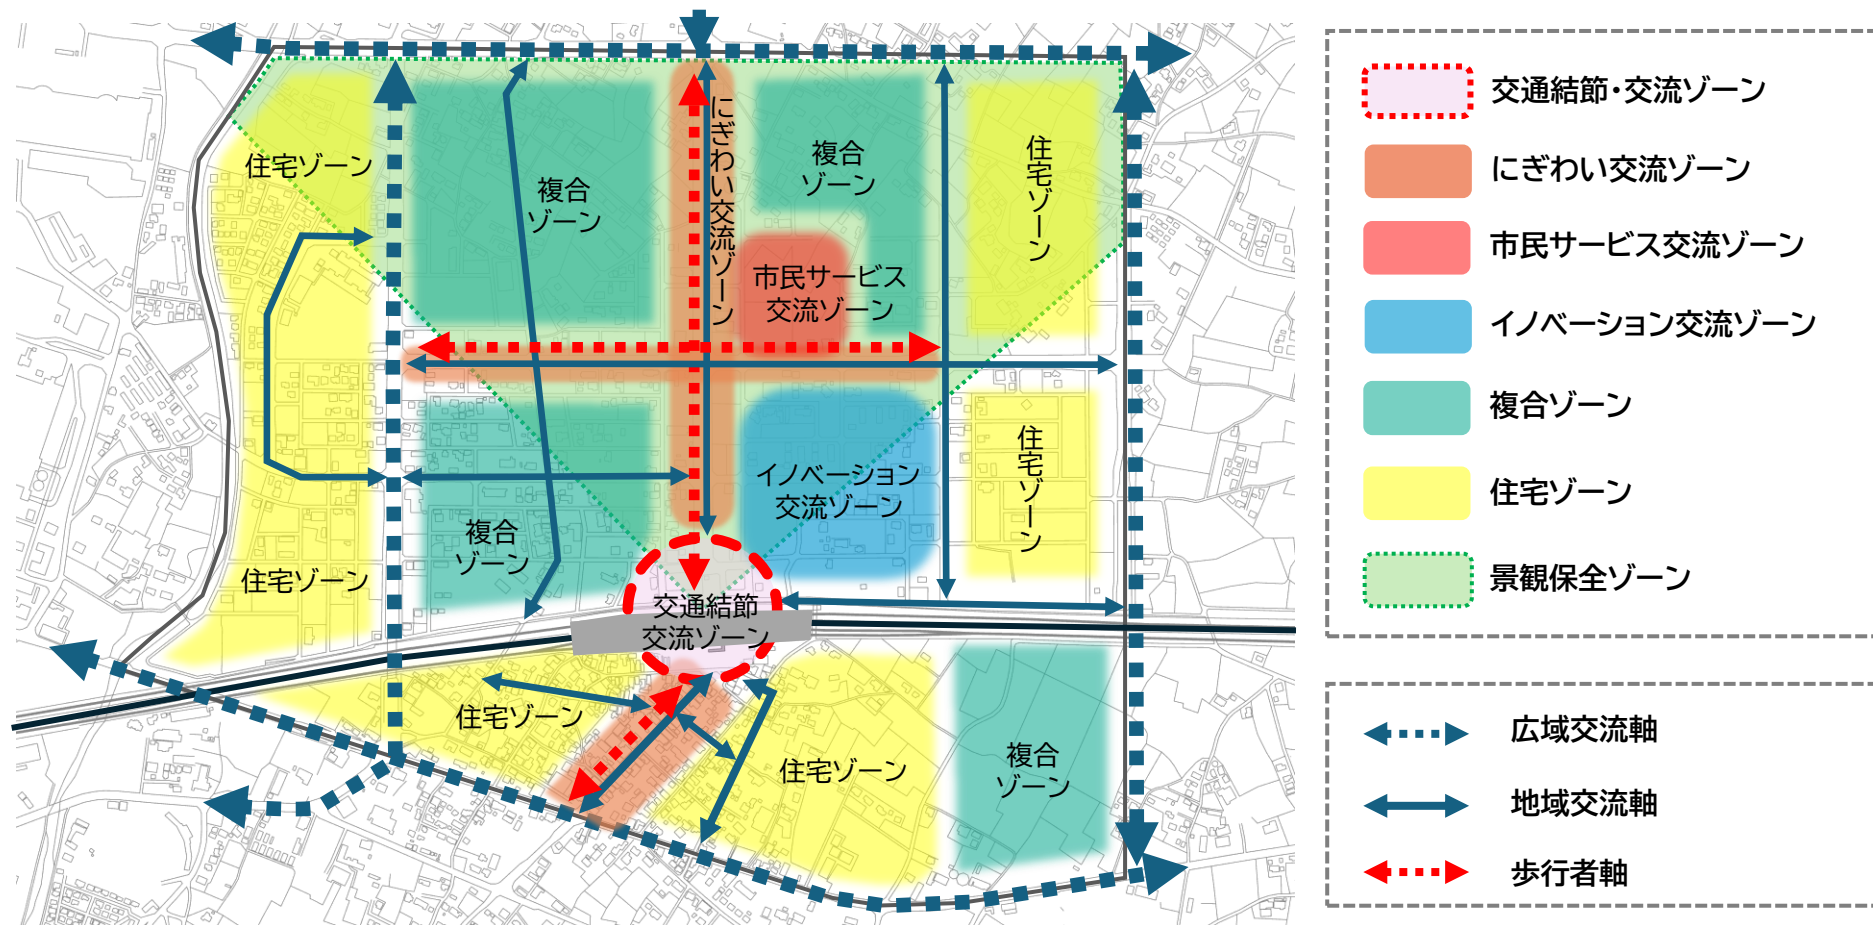 住宅ゾーン
複合
ゾーン
にぎわい交流ゾーン
複合
ゾーン
住宅ゾーン
市民サービス
交流ゾーン
住宅ゾーン
複合
ゾーン
イノベーション
交流ゾーン
住宅ゾーン
交通結節
交流ゾーン
住宅ゾーン
住宅ゾーン
複合
ゾーン
交通結節・交流ゾーン
にぎわい交流ゾーン
市民サービス交流ゾーン
イノベーション交流ゾーン
複合ゾーン
住宅ゾーン
景観保全ゾーン
広域交流軸
地域交流軸
歩行者軸